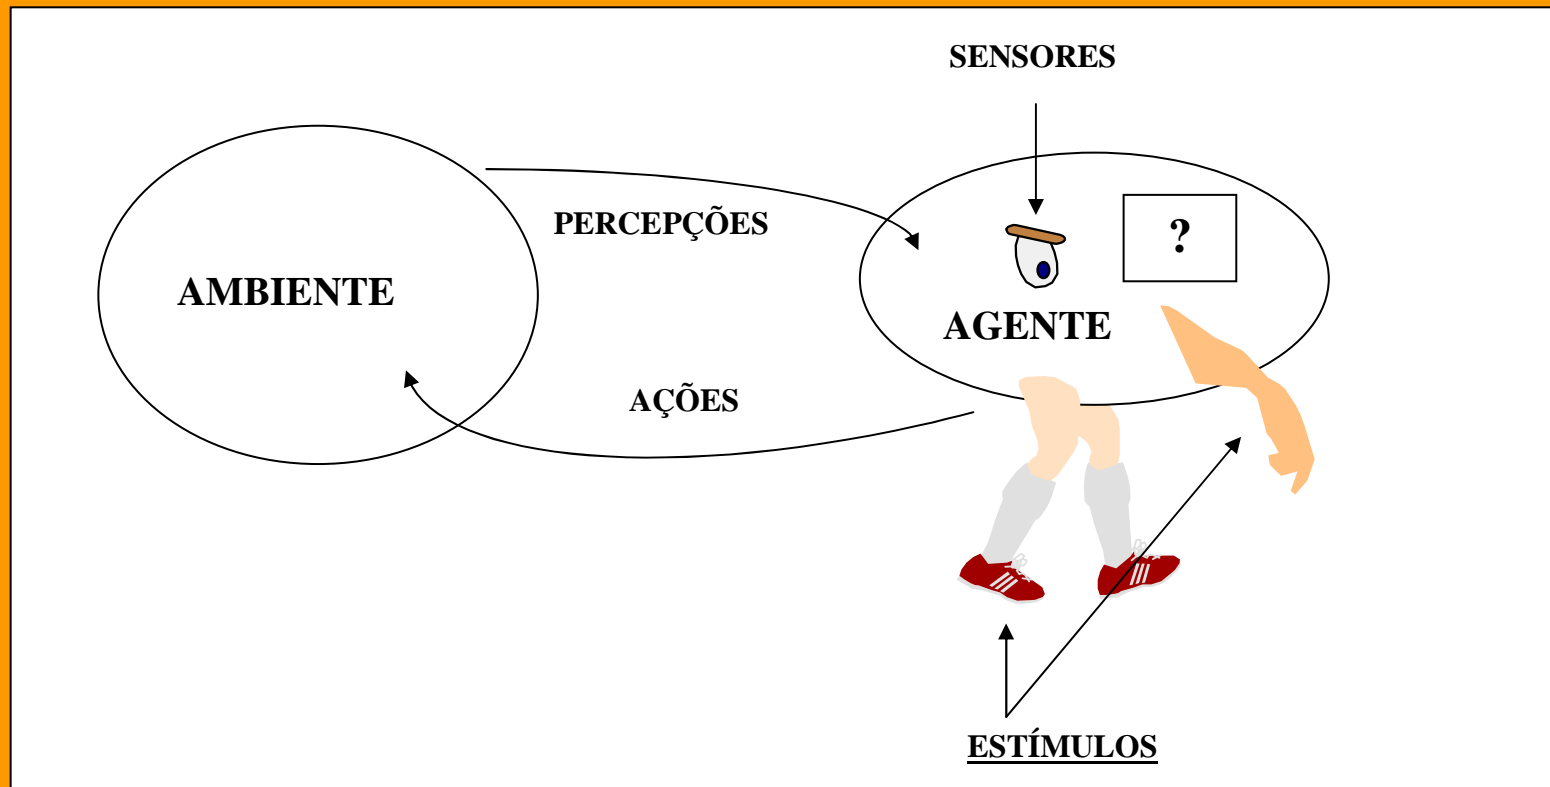 SENSORES
PERCEPÇÕES
?
AMBIENTE
AGENTE
AÇÕES
ESTÍMULOS